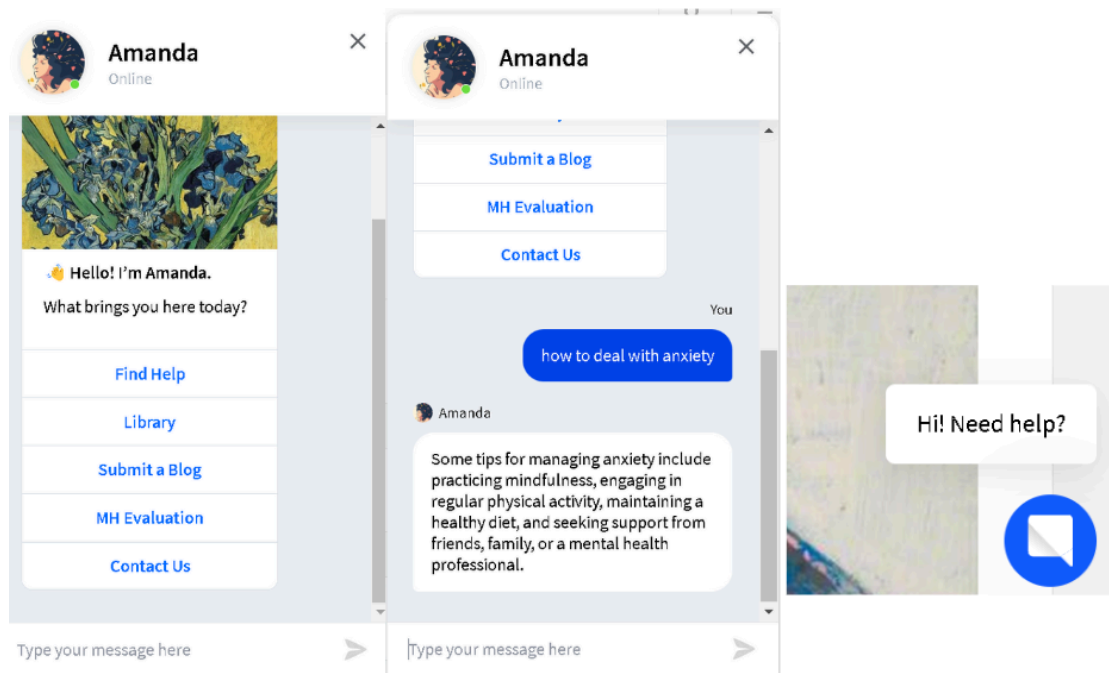 Amanda
Online
👋 Hello! I'm Amanda.
What brings you here today?
Find Help
Library
Submit a Blog
MH Evaluation
Contact Us
Type your message here
Amanda
Online
Submit a Blog
MH Evaluation
Contact Us
You
how to deal with anxiety
Amanda
Some tips for managing anxiety include
practicing mindfulness, engaging in
regular physical activity, maintaining a
healthy diet, and seeking support from
friends, family, or a mental health
professional.
Type your message here
Hi! Need help?